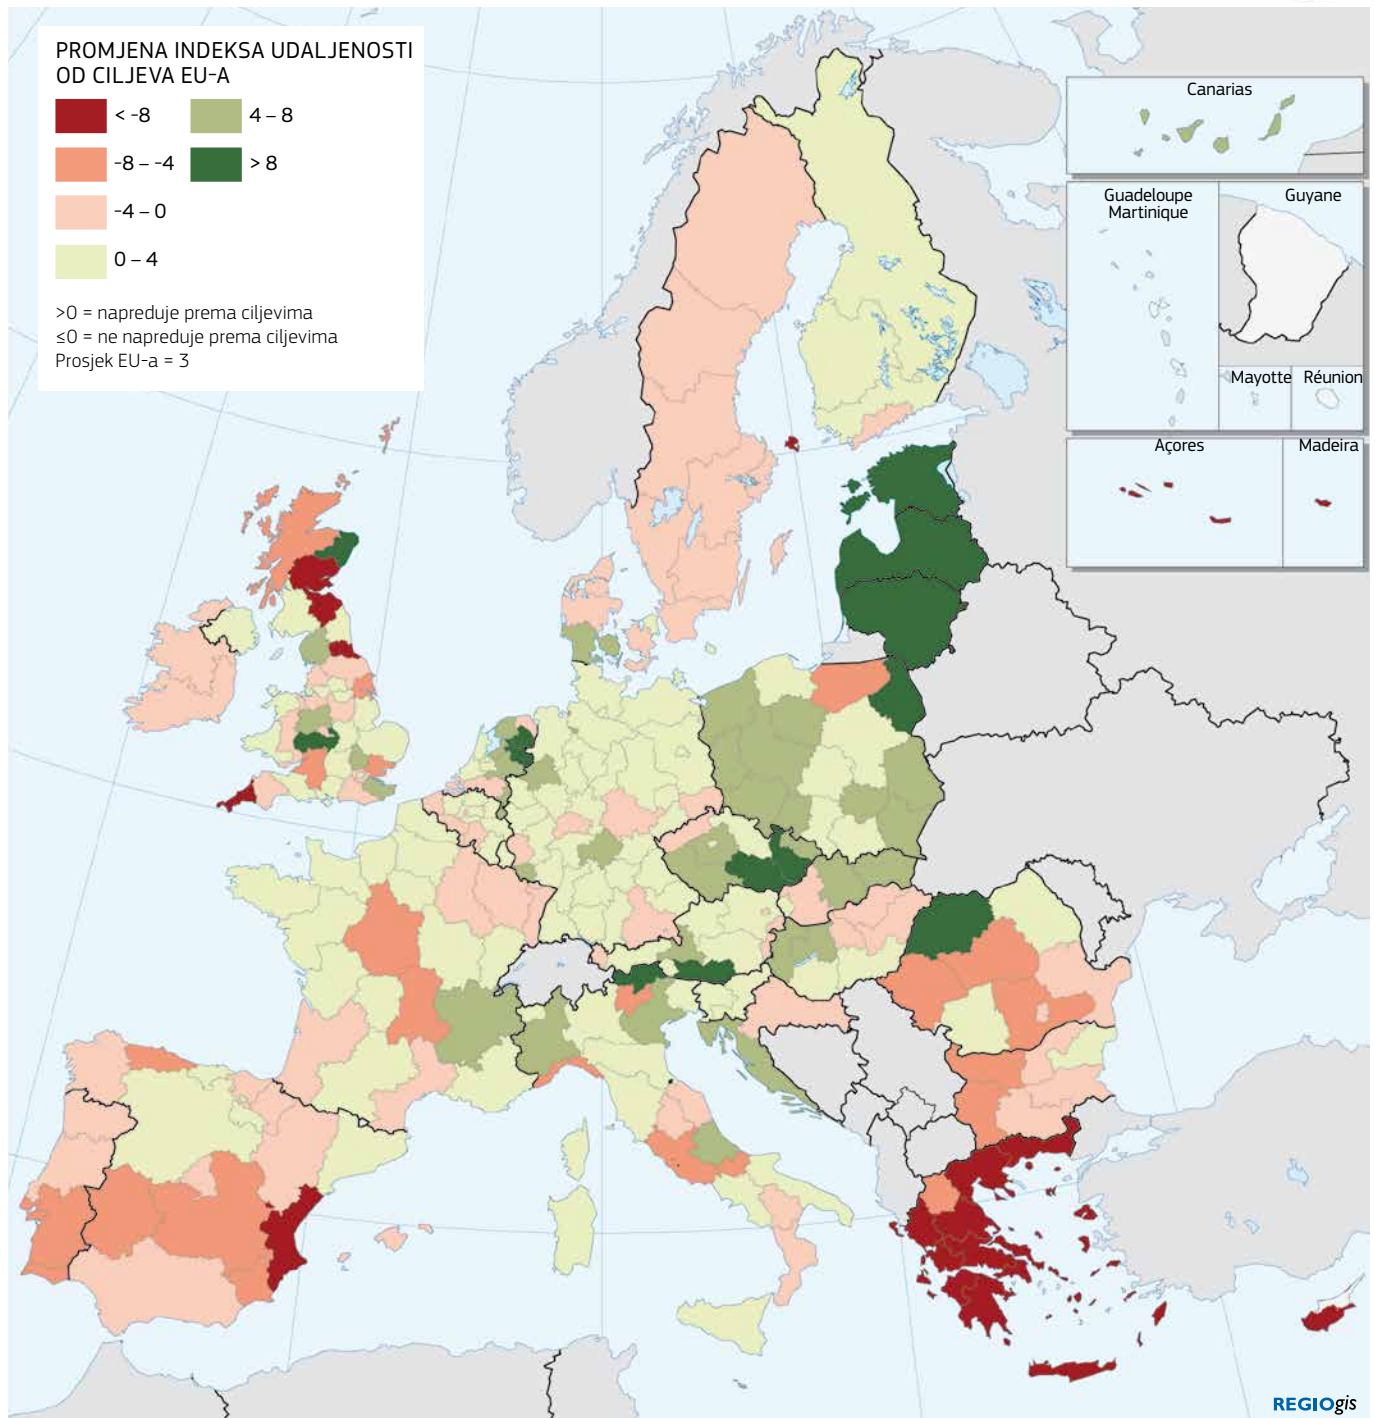 PROMJENA INDEKSA UDALJENOSTI
OD CILJEVA EU-A
< -8
4 – 8
-8 – -4
> 8
-4 – 0
0 – 4
>0 = napreduje prema ciljevima
≤0 = ne napreduje prema ciljevima
Prosjek EU-a = 3
Canarias
Guadeloupe
Martinique
Guyane
Mayotte
Réunion
Açores
Madeira
REGIOgis